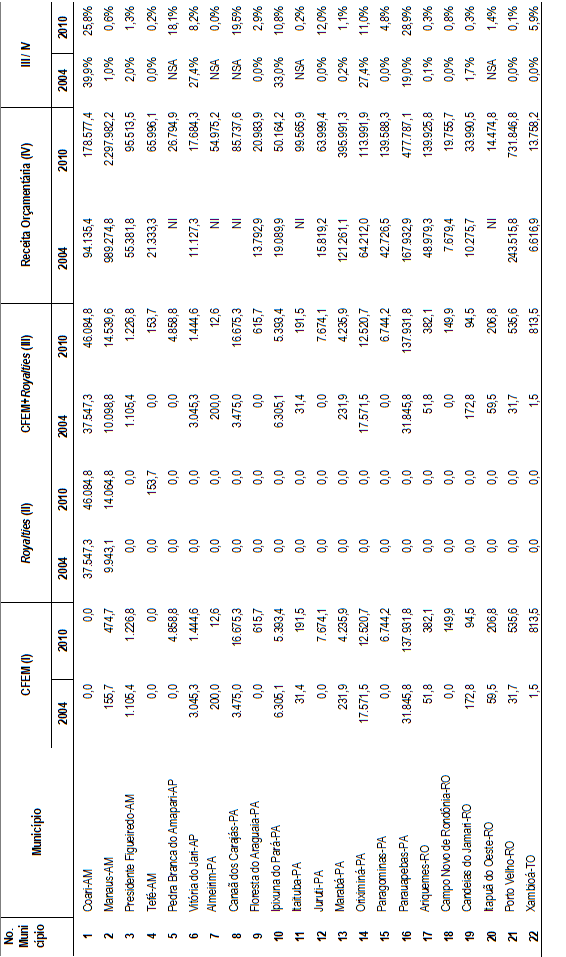 No. Muni cípio Município CFEM (I) Royalties (II) CFEM+Royalties (III) Receita Orçamentária (IV) III / IV
2004 2010 2004 2010 2004 2010 2004 2010 2004 2010
1 Coari-AM 0,0 0,0 37.547,3 46.084,8 37.547,3 46.084,8 94.135,4 178.577,4 39,9% 25,8%
2 Manaus-AM 155,7 474,7 9.943,1 14.064,8 10.098,8 14.539,6 989.274,8 2.297.982,2 1,0% 0,6%
3 Presidente Figueiredo-AM 1.105,4 1.226,8 0,0 0,0 1.105,4 1.226,8 55.381,8 95.513,5 2,0% 1,3%
4 Tefé-AM 0,0 0,0 0,0 153,7 0,0 153,7 21.333,3 65.996,1 0,0% 0,2%
5 Pedra Branca do Amapari-AP 0,0 4.858,8 0,0 0,0 0,0 4.858,8 NI 26.794,9 NSA 18,1%
6 Vitória do Jari-AP 3.045,3 1.444,6 0,0 0,0 3.045,3 1.444,6 11.127,3 17.684,3 27,4% 8,2%
7 Almeirim-PA 200,0 12,6 0,0 0,0 200,0 12,6 NI 54.975,2 NSA 0,0%
8 Canaã dos Carajás-PA 3.475,0 16.675,3 0,0 0,0 3.475,0 16.675,3 NI 85.737,6 NSA 19,5%
9 Floresta do Araguaia-PA 0,0 615,7 0,0 0,0 0,0 615,7 13.792,9 20.983,9 0,0% 2,9%
10 Ipixuna do Pará-PA 6.305,1 5.393,4 0,0 0,0 6.305,1 5.393,4 19.089,9 50.164,2 33,0% 10,8%
11 Itaituba-PA 31,4 191,5 0,0 0,0 31,4 191,5 NI 99.565,9 NSA 0,2%
12 Juruti-PA 0,0 7.674,1 0,0 0,0 0,0 7.674,1 15.819,2 63.999,4 0,0% 12,0%
13 Marabá-PA 231,9 4.235,9 0,0 0,0 231,9 4.235,9 121.261,1 395.991,3 0,2% 1,1%
14 Oriximiná-PA 17.571,5 12.520,7 0,0 0,0 17.571,5 12.520,7 64.212,0 113.991,9 27,4% 11,0%
15 Paragominas-PA 0,0 6.744,2 0,0 0,0 0,0 6.744,2 42.726,5 139.588,3 0,0% 4,8%
16 Parauapebas-PA 31.845,8 137.931,8 0,0 0,0 31.845,8 137.931,8 167.932,9 477.787,1 19,0% 28,9%
17 Ariquemes-RO 51,8 382,1 0,0 0,0 51,8 382,1 48.979,3 139.925,8 0,1% 0,3%
18 Campo Novo de Rondônia-RO 0,0 149,9 0,0 0,0 0,0 149,9 7.679,4 19.755,7 0,0% 0,8%
19 Candeias do Jamari-RO 172,8 94,5 0,0 0,0 172,8 94,5 10.275,7 33.990,5 1,7% 0,3%
20 Itapuã do Oeste-RO 59,5 206,8 0,0 0,0 59,5 206,8 NI 14.474,8 NSA 1,4%
21 Porto Velho-RO 31,7 535,6 0,0 0,0 31,7 535,6 243.515,8 731.846,8 0,0% 0,1%
22 Xambioá-TO 1,5 813,5 0,0 0,0 1,5 813,5 6.616,9 13.758,2 0,0% 5,9%